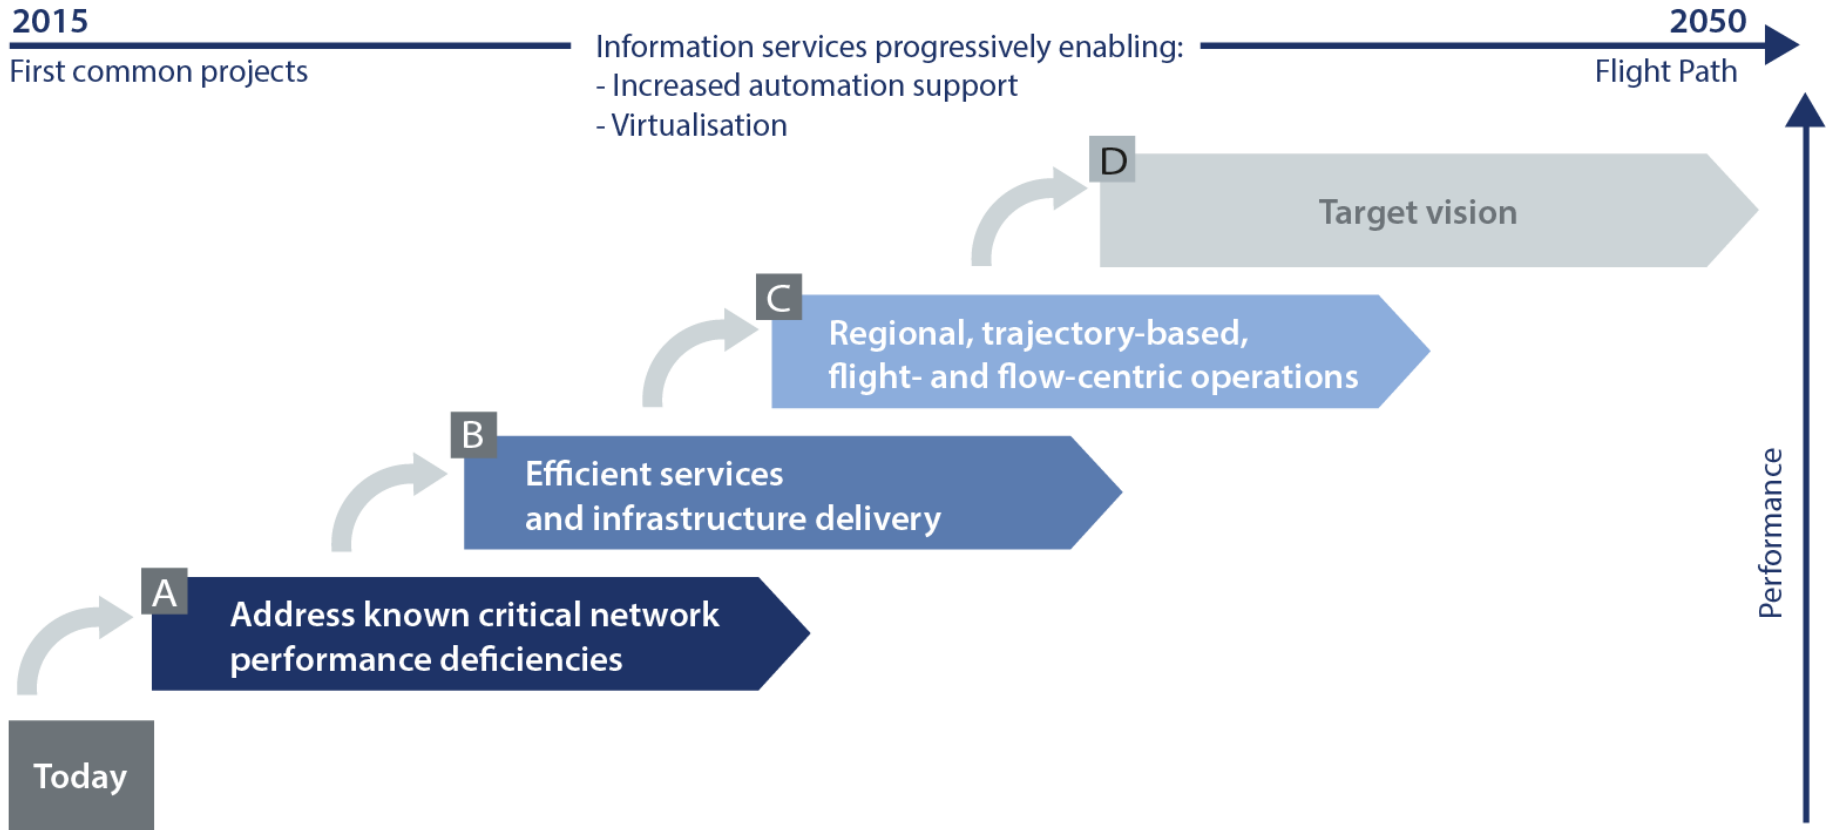 2015
First common projects
Information services progressively enabling:
- Increased automation support
- Virtualisation
2050
Flight Path
D
Target vision
C
Regional, trajectory-based,
flight- and flow-centric operations
B
Efficient services
and infrastructure delivery
A
Address known critical network
performance deficiencies
Today
Performance